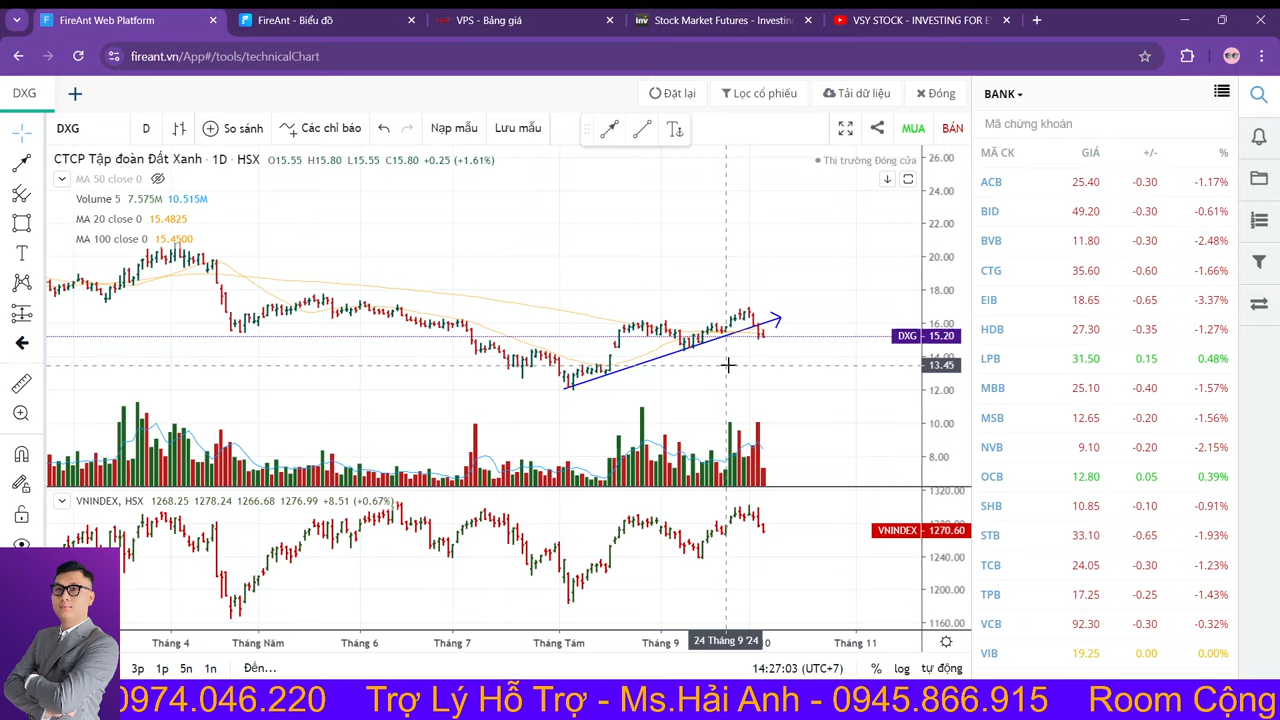 FireAnt Web Platform
FireAnt - Biểu đồ
VPS - Bảng giá
Stock Market Futures - Investin
VSY STOCK - INVESTING FOR E
fireant.vn/App#/tools/technicalChart
DXG
Đặt lại
Lọc cổ phiếu
Tải dữ liệu
Đóng
BANK
DXG D So sánh Các chỉ báo Nạp mẫu Lưu mẫu MUA BÁN
Mã chứng khoán
CTCP Tập đoàn Đất Xanh · 1D · HSX O15.55 H15.80 L15.55 C15.80 +0.25 (+1.61%)
Thị trường Đóng cửa
MA 50 close 0
Volume 5 7.575M 10.515M
MA 20 close 0 15.4825
MA 100 close 0 15.4500
26.00
24.00
22.00
20.00
18.00
16.00
DXG 15.20
14.00
13.45
12.00
10.00
8.00
VNINDEX, HSX 1268.25 1278.24 1266.68 1276.99 +8.51 (+0.67%)
1320.00
1280.00
VNINDEX 1270.60
1240.00
1200.00
1160.00
Tháng 4 Tháng Năm Tháng 6 Tháng 7 Tháng Tám Tháng 9 24 Tháng 9 '24 0 Tháng 11
3p 1p 5n 1n Đến... 14:27:03 (UTC+7) % log tự động
MÃ CK GIÁ +/- %
ACB 25.40 -0.30 -1.17%
BID 49.20 -0.30 -0.61%
BVB 11.80 -0.30 -2.48%
CTG 35.60 -0.60 -1.66%
EIB 18.65 -0.65 -3.37%
HDB 27.30 -0.35 -1.27%
LPB 31.50 0.15 0.48%
MBB 25.10 -0.40 -1.57%
MSB 12.65 -0.20 -1.56%
NVB 9.10 -0.20 -2.15%
OCB 12.80 0.05 0.39%
SHB 10.85 -0.10 -0.91%
STB 33.10 -0.65 -1.93%
TCB 24.05 -0.30 -1.23%
TPB 17.25 -0.25 -1.43%
VCB 92.30 -0.30 -0.32%
VIB 19.25 0.00 0.00%
0974.046.220 Trợ Lý Hỗ Trợ - Ms.Hải Anh - 0945.866.915 Room Cộng